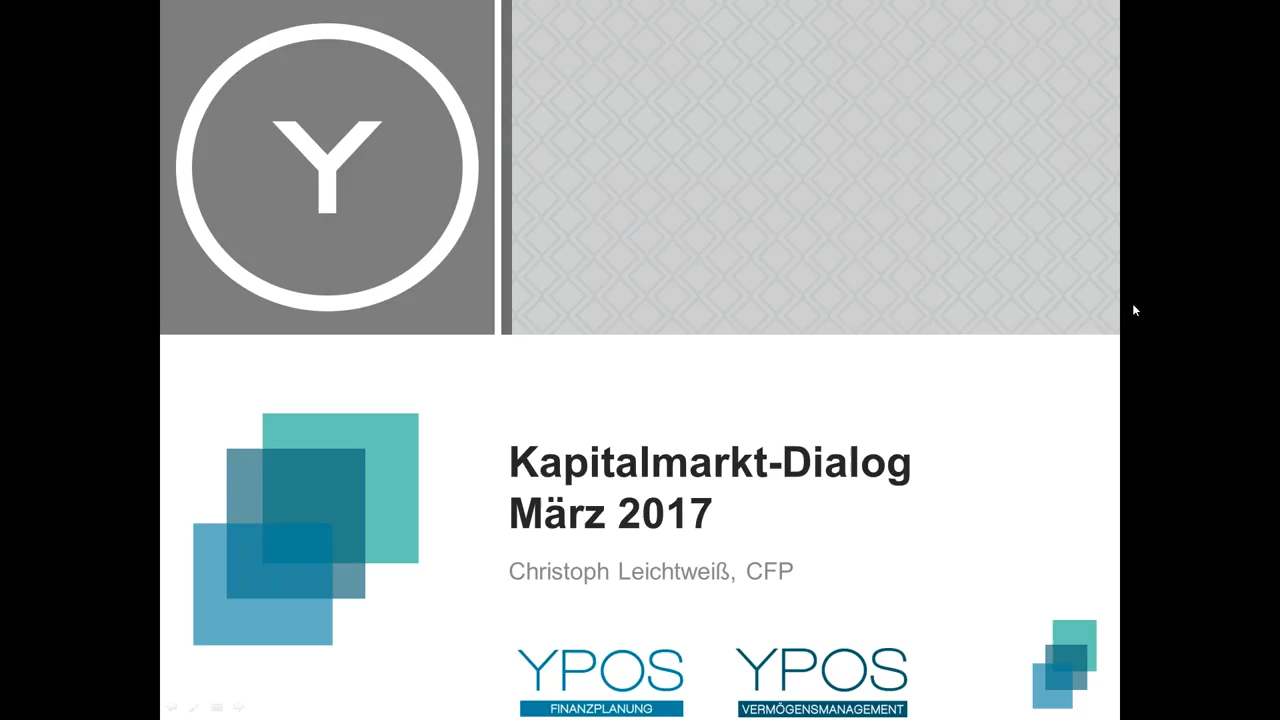 Y
Kapitalmarkt-Dialog
März 2017
Christoph Leichtweiß, CFP
YPOS
FINANZPLANUNG
YPOS
VERMÖGENSMANAGEMENT